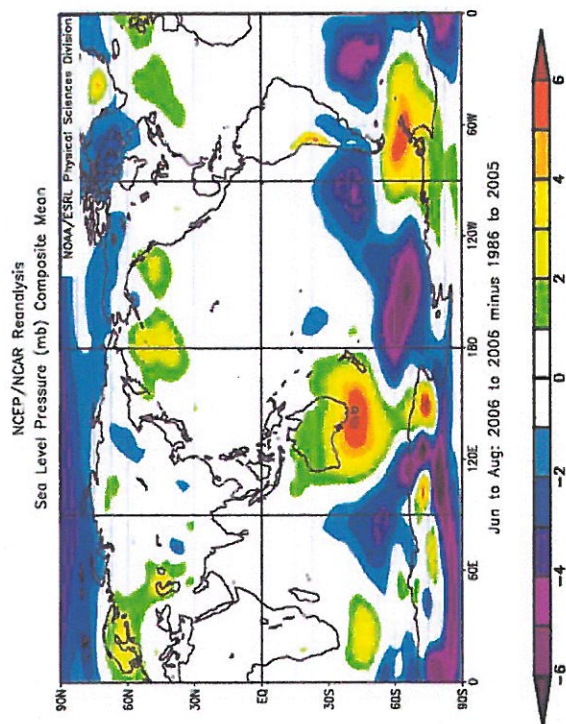 NCEP/NCAR Reanalysis
Sea Level Pressure (mb) Composite Mean
NOAA/ESRL Physical Sciences Division
90N
60N
30N
EQ
30S
60S
90S
0
60E
120E
180
120W
60W
0
Jun to Aug: 2006 to 2006 minus 1986 to 2005
-6
-4
-2
0
2
4
6